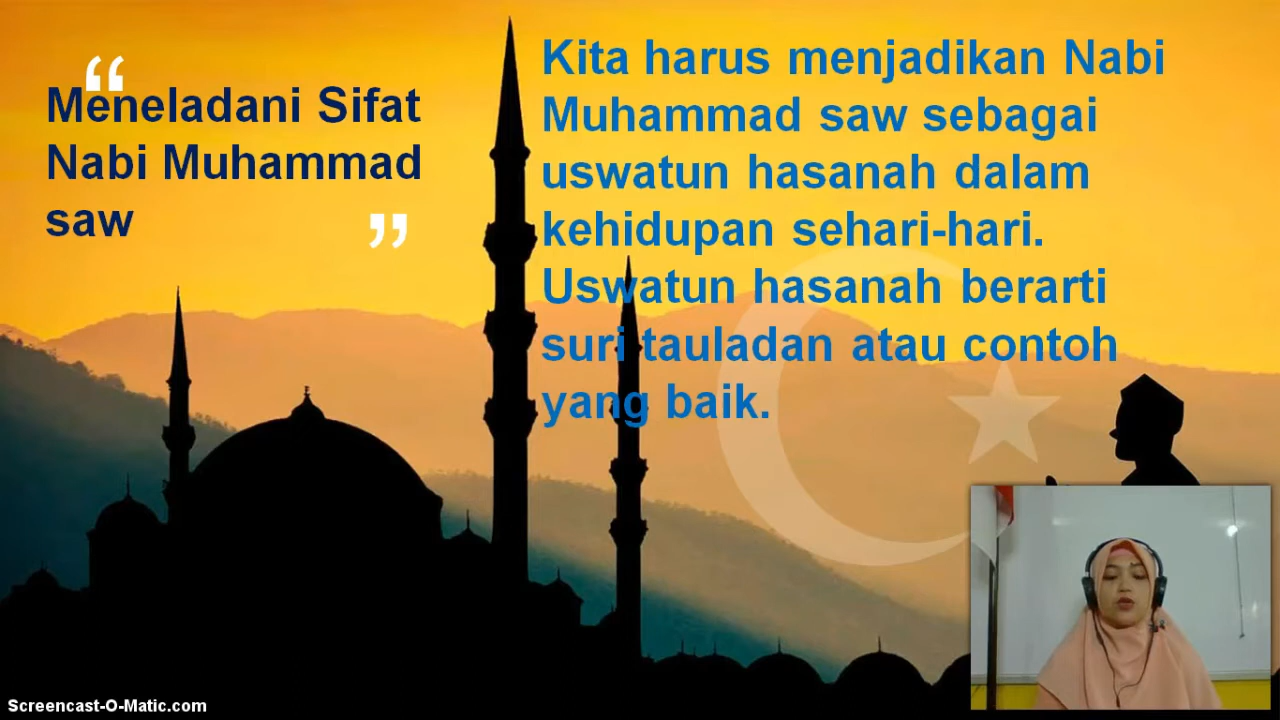 “
Meneladani Sifat
Nabi Muhammad
saw
”
Kita harus menjadikan Nabi
Muhammad saw sebagai
uswatun hasanah dalam
kehidupan sehari-hari.
Uswatun hasanah berarti
suri tauladan atau contoh
yang baik.
Screencast-O-Matic.com